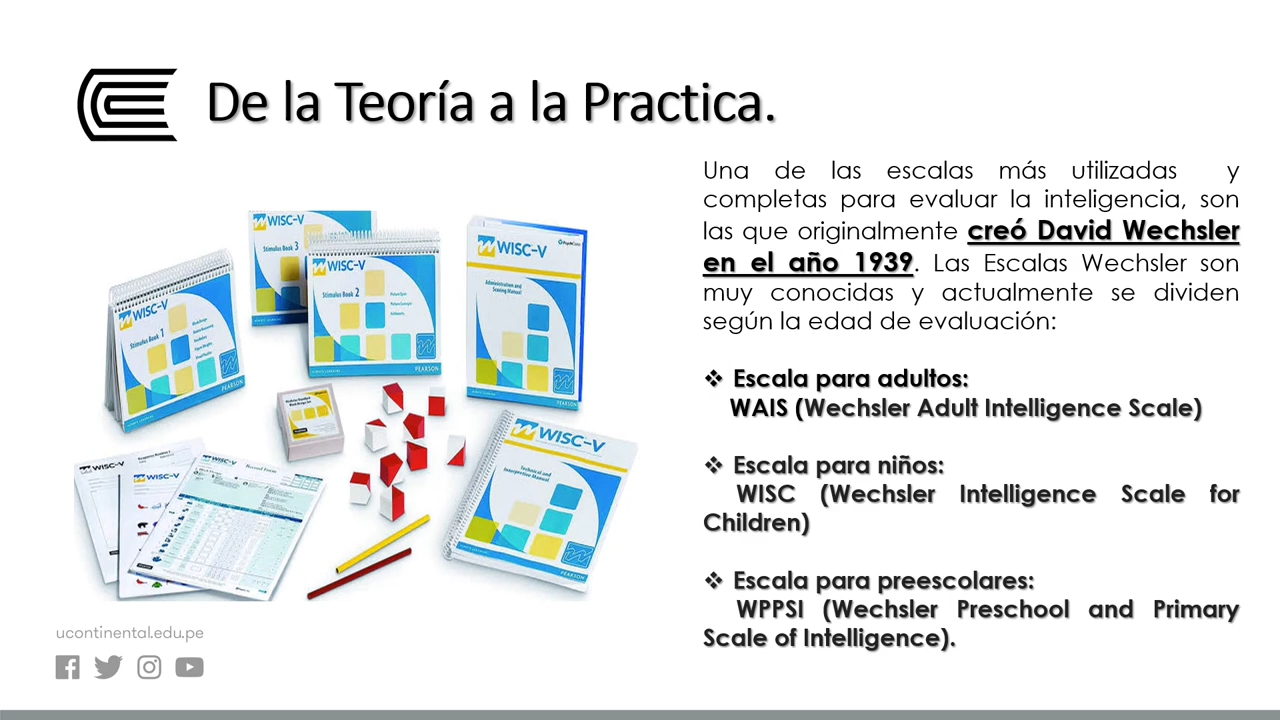 De la Teoría a la Practica.
Una de las escalas más utilizadas y
completas para evaluar la inteligencia, son
las que originalmente creó David Wechsler
en el año 1939. Las Escalas Wechsler son
muy conocidas y actualmente se dividen
según la edad de evaluación:
❖ Escala para adultos:
WAIS (Wechsler Adult Intelligence Scale)
❖ Escala para niños:
WISC (Wechsler Intelligence Scale for
Children)
❖ Escala para preescolares:
WPPSI (Wechsler Preschool and Primary
Scale of Intelligence).
WISC-V
Stimulus Book 3
WISC-V
Stimulus Book 2
PEARSON
WISC-V
Administration and
Scoring Manual
PEARSON
WISC-V
Stimulus Book 1
PEARSON
WISC-V
Technical and
Interpretive Manual
PEARSON
WISC-V
WISC-V
WISC-V
Record Form
ucontinental.edu.pe